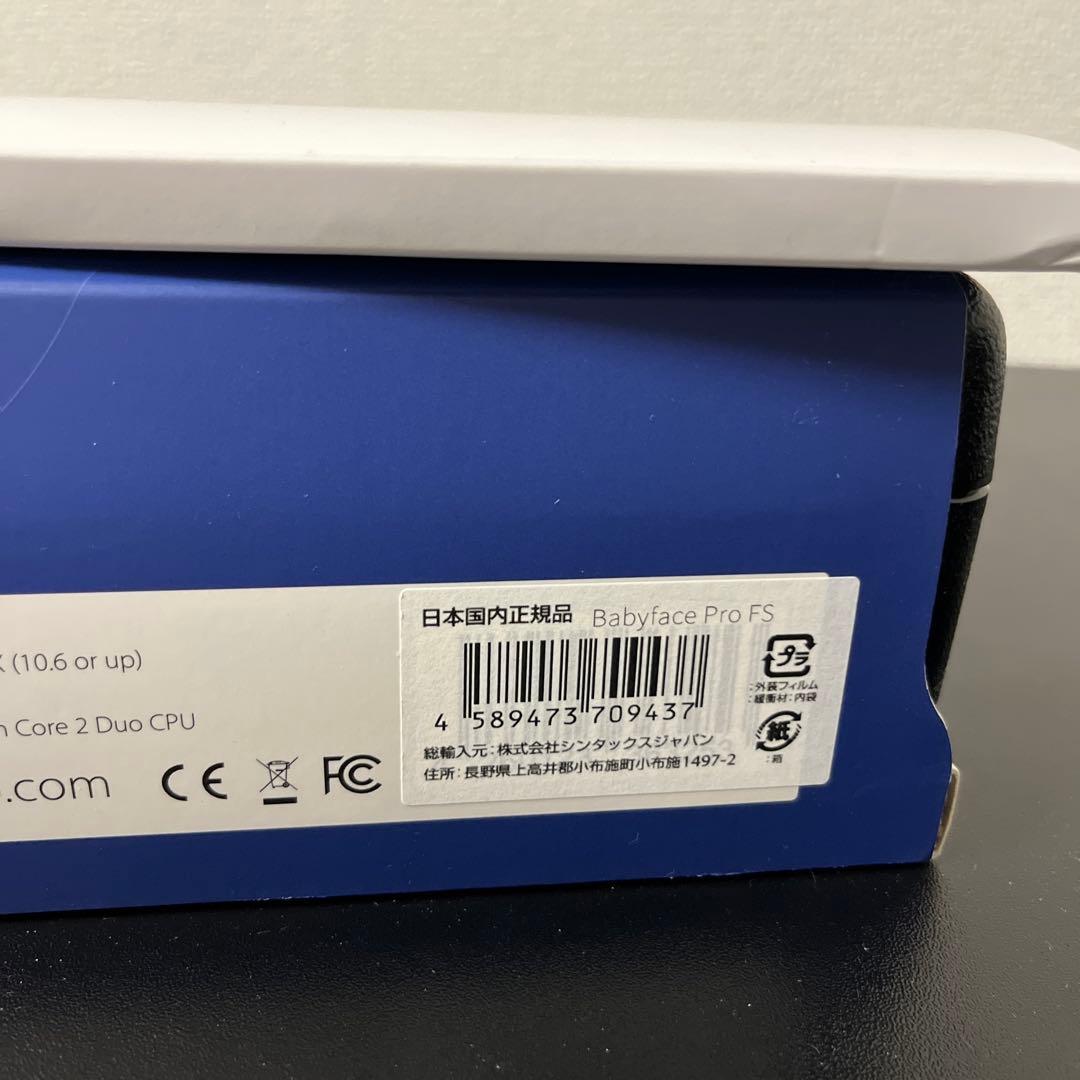 日本国内正規品 Babyface Pro FS
4 589473 709437
プラ
:外装フィルム
:緩衝材:内袋
紙
:箱
総輸入元:株式会社シンタックスジャパン
住所:長野県上高井郡小布施町小布施1497-2
(10.6 or up)
Core 2 Duo CPU
.com CE FC